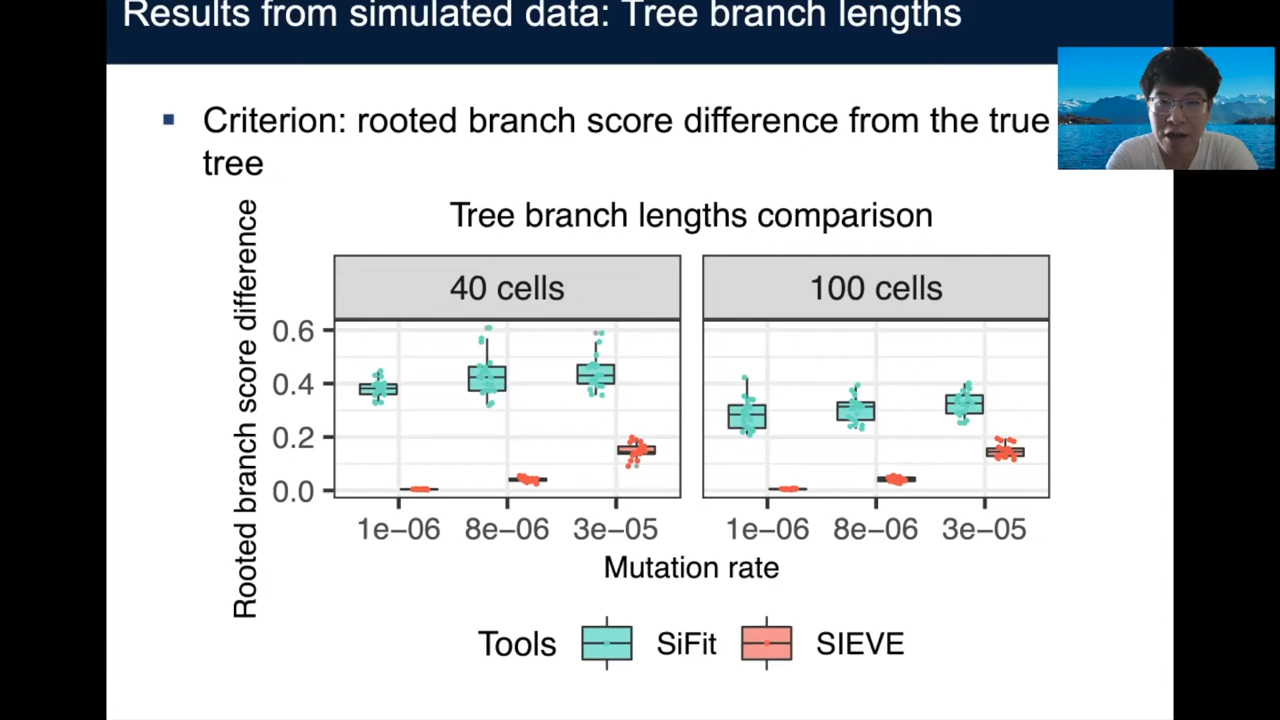 Results from simulated data: Tree branch lengths
Criterion: rooted branch score difference from the true
tree
Tree branch lengths comparison
Rooted branch score difference
40 cells
100 cells
0.6
0.4
0.2
0.0
1e−06 8e−06 3e−05
1e−06 8e−06 3e−05
Mutation rate
Tools SiFit SIEVE